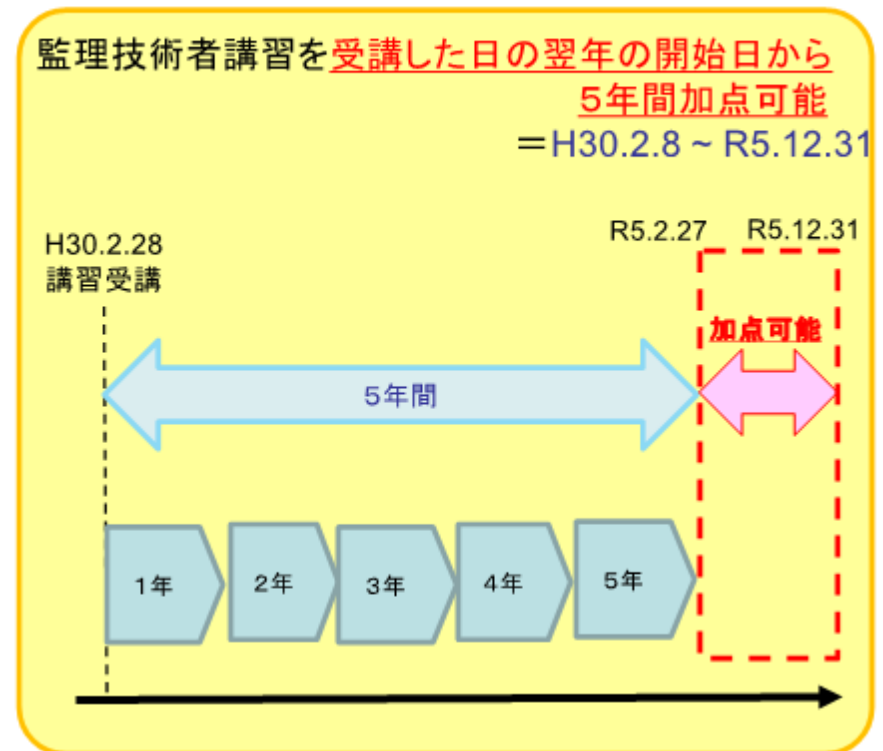 監理技術者講習を受講した日の翌年の開始日から
５年間加点可能
＝H30.2.8 ~ R5.12.31
R5.2.27
R5.12.31
H30.2.28
講習受講
加点可能
５年間
１年
２年
３年
４年
５年